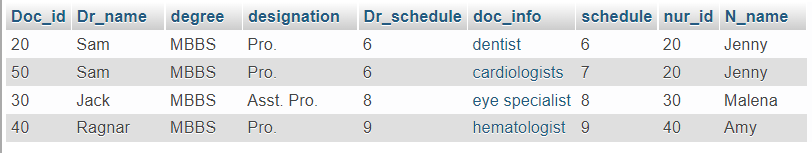 Doc_id Dr_name degree designation Dr_schedule doc_info schedule nur_id N_name
20 Sam MBBS Pro. 6 dentist 6 20 Jenny
50 Sam MBBS Pro. 6 cardiologists 7 20 Jenny
30 Jack MBBS Asst. Pro. 8 eye specialist 8 30 Malena
40 Ragnar MBBS Pro. 9 hematologist 9 40 Amy